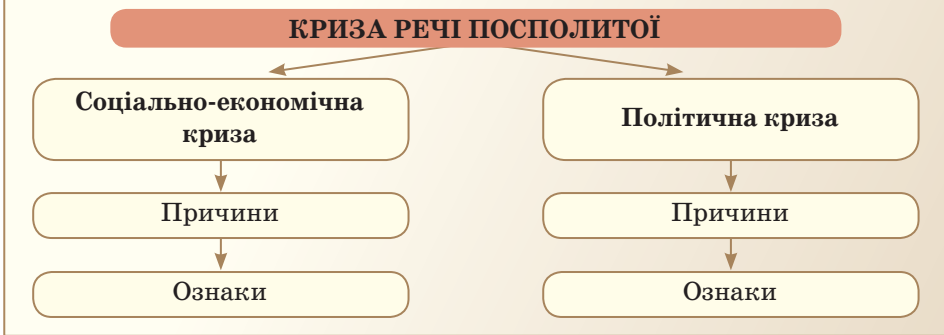 КРИЗА РЕЧІ ПОСПОЛИТОЇ
Соціально-економічна
криза
Політична криза
Причини
Причини
Ознаки
Ознаки